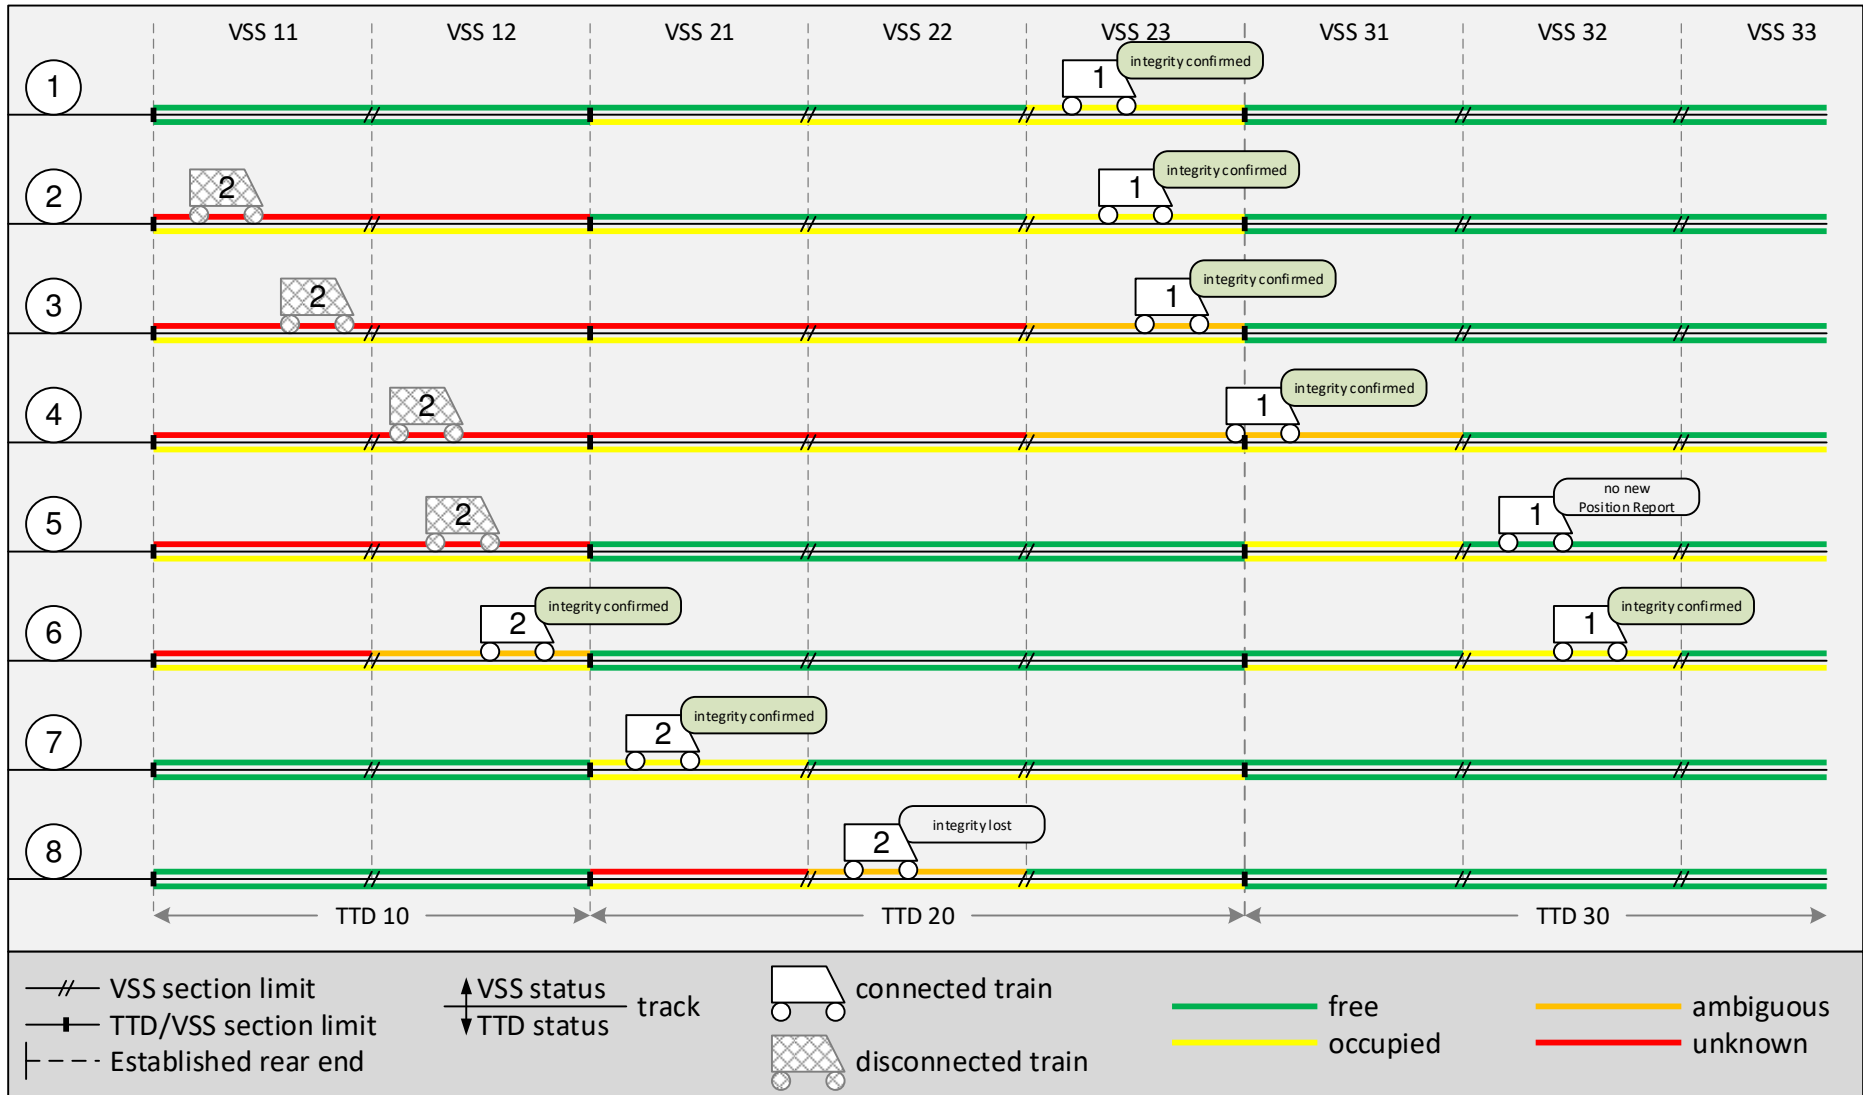 VSS 11 VSS 12 VSS 21 VSS 22 VSS 23 VSS 31 VSS 32 VSS 33
1 1 integrity confirmed
2 2 1 integrity confirmed
3 2 1 integrity confirmed
4 2 1 integrity confirmed
5 2 1 no new
Position Report
6 2 integrity confirmed 1 integrity confirmed
7 2 integrity confirmed
8 2 integrity lost
TTD 10 TTD 20 TTD 30
VSS section limit
TTD/VSS section limit
Established rear end
VSS status
TTD status
track
connected train
disconnected train
free
occupied
ambiguous
unknown